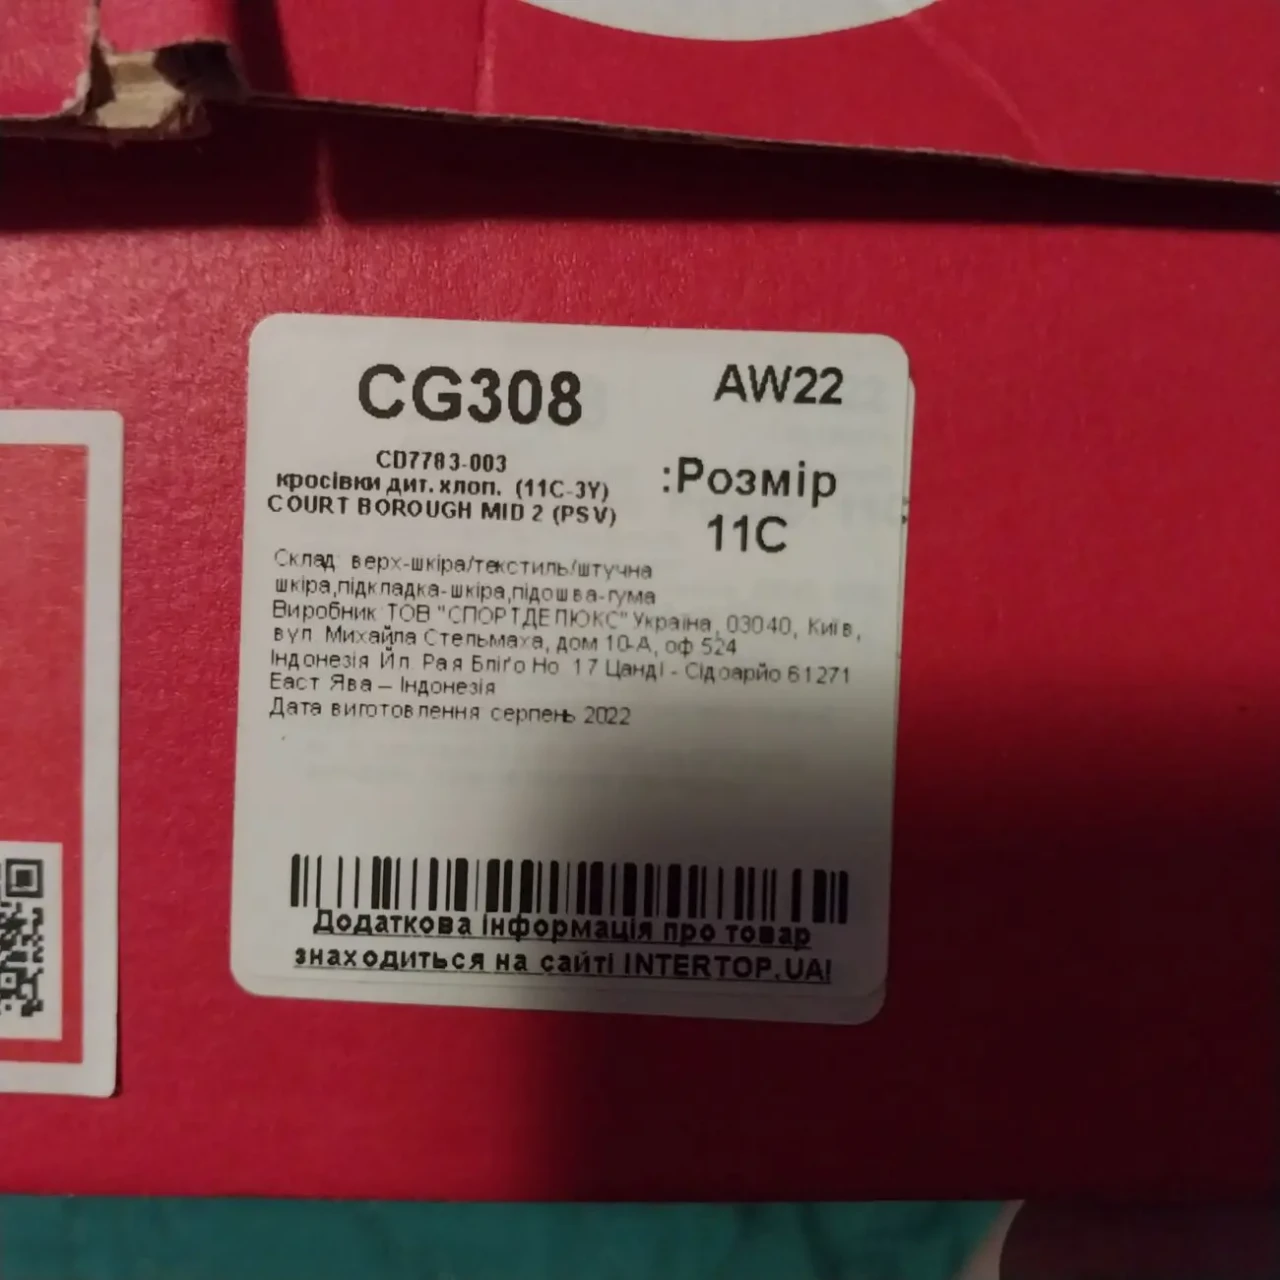 CG308
AW22
CD7783-003
кросівки дит. хлоп. (11C-3Y)
COURT BOROUGH MID 2 (PSV)
:Розмір
11C
Склад: верх-шкіра/текстиль/штучна
шкіра,підкладка-шкіра,підошва-гума
Виробник ТОВ "СПОРТДЕЛЮКС" Україна, 03040, Київ,
вул. Михайла Стельмаха, дом 10-А, оф 524
Індонезія Йл. Рая Бліґо Но. 17 Цанді - Сідоарйо 61271
Еаст Ява – Індонезія
Дата виготовлення серпень 2022
Додаткова інформація про товар
знаходиться на сайті INTERTOP.UA!